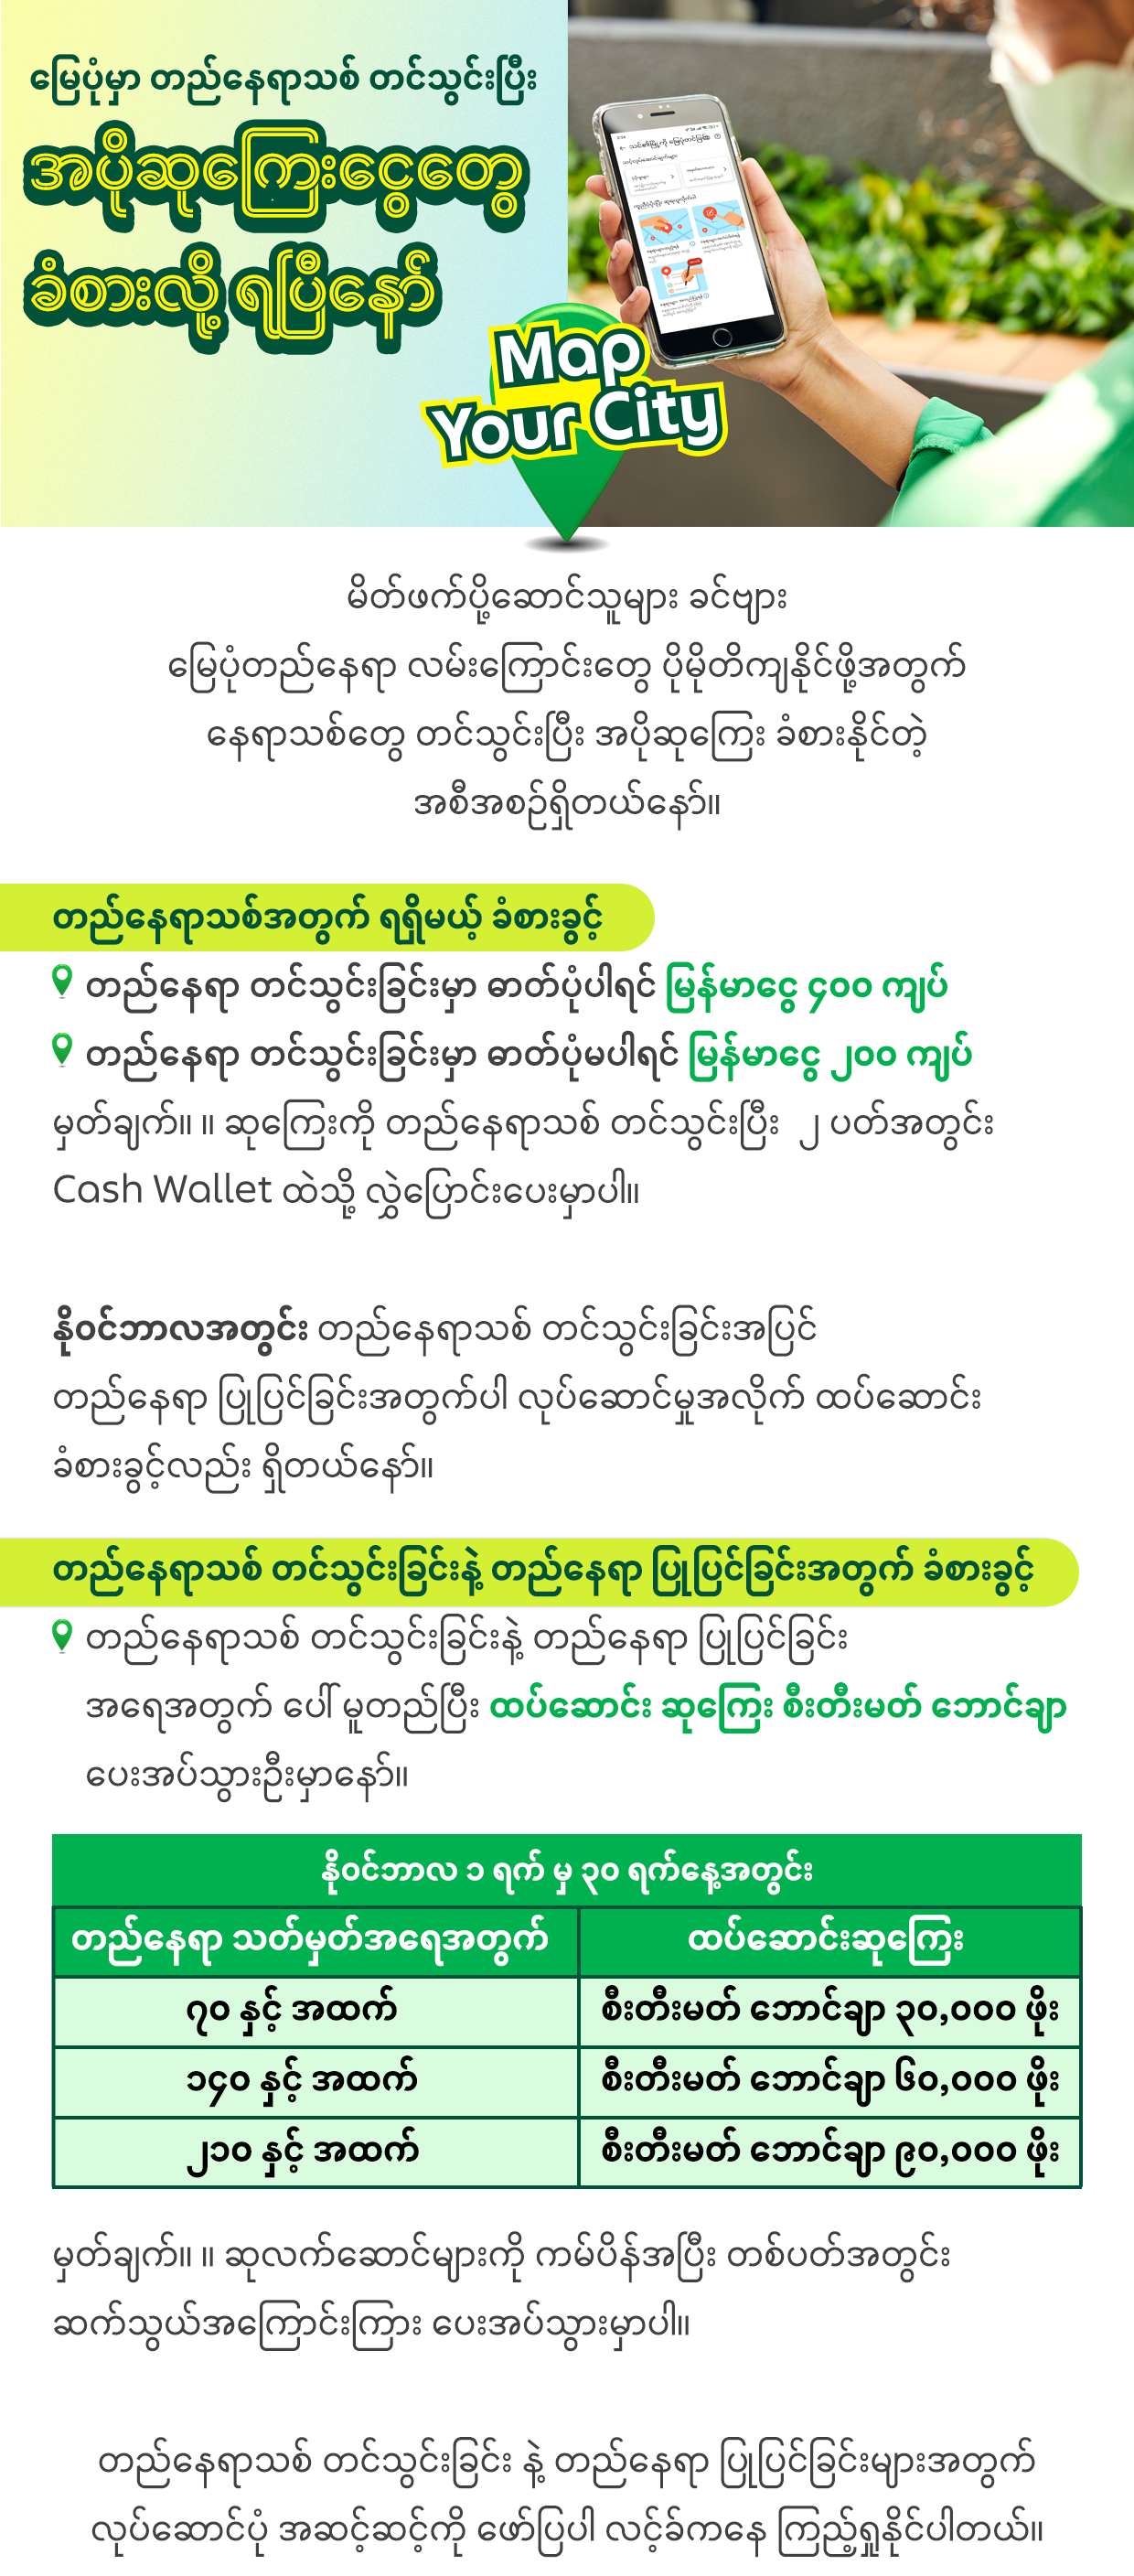 မြေပုံမှာ တည်နေရာသစ် တင်သွင်းပြီး
အပိုဆုကြေးငွေတွေ
ခံစားလို့ ရပြီနော်
Map
Your City
မိတ်ဖက်ပို့ဆောင်သူများ ခင်ဗျား
မြေပုံတည်နေရာ လမ်းကြောင်းတွေ ပိုမိုတိကျနိုင်ဖို့အတွက်
နေရာသစ်တွေ တင်သွင်းပြီး အပိုဆုကြေး ခံစားနိုင်တဲ့
အစီအစဉ်ရှိတယ်နော်။
တည်နေရာသစ်အတွက် ရရှိမယ့် ခံစားခွင့်
တည်နေရာ တင်သွင်းခြင်းမှာ ဓာတ်ပုံပါရင် မြန်မာငွေ ၄၀၀ ကျပ်
တည်နေရာ တင်သွင်းခြင်းမှာ ဓာတ်ပုံမပါရင် မြန်မာငွေ ၂၀၀ ကျပ်
မှတ်ချက်။ ။ ဆုကြေးကို တည်နေရာသစ် တင်သွင်းပြီး ၂ ပတ်အတွင်း
Cash Wallet ထဲသို့ လွှဲပြောင်းပေးမှာပါ။
နိုဝင်ဘာလအတွင်း တည်နေရာသစ် တင်သွင်းခြင်းအပြင်
တည်နေရာ ပြုပြင်ခြင်းအတွက်ပါ လုပ်ဆောင်မှုအလိုက် ထပ်ဆောင်း
ခံစားခွင့်လည်း ရှိတယ်နော်။
တည်နေရာသစ် တင်သွင်းခြင်းနဲ့ တည်နေရာ ပြုပြင်ခြင်းအတွက် ခံစားခွင့်
တည်နေရာသစ် တင်သွင်းခြင်းနဲ့ တည်နေရာ ပြုပြင်ခြင်း
အရေအတွက် ပေါ် မူတည်ပြီး ထပ်ဆောင်း ဆုကြေး စီးတီးမတ် ဘောင်ချာ
ပေးအပ်သွားဦးမှာနော်။
နိုဝင်ဘာလ ၁ ရက် မှ ၃၀ ရက်နေ့အတွင်း
တည်နေရာ သတ်မှတ်အရေအတွက် ထပ်ဆောင်းဆုကြေး
၇၀ နှင့် အထက် စီးတီးမတ် ဘောင်ချာ ၃၀,၀၀၀ ဖိုး
၁၄၀ နှင့် အထက် စီးတီးမတ် ဘောင်ချာ ၆၀,၀၀၀ ဖိုး
၂၁၀ နှင့် အထက် စီးတီးမတ် ဘောင်ချာ ၉၀,၀၀၀ ဖိုး
မှတ်ချက်။ ။ ဆုလက်ဆောင်များကို ကမ်ပိန်အပြီး တစ်ပတ်အတွင်း
ဆက်သွယ်အကြောင်းကြား ပေးအပ်သွားမှာပါ။
တည်နေရာသစ် တင်သွင်းခြင်း နဲ့ တည်နေရာ ပြုပြင်ခြင်းများအတွက်
လုပ်ဆောင်ပုံ အဆင့်ဆင့်ကို ဖော်ပြပါ လင့်ခ်ကနေ ကြည့်ရှုနိုင်ပါတယ်။